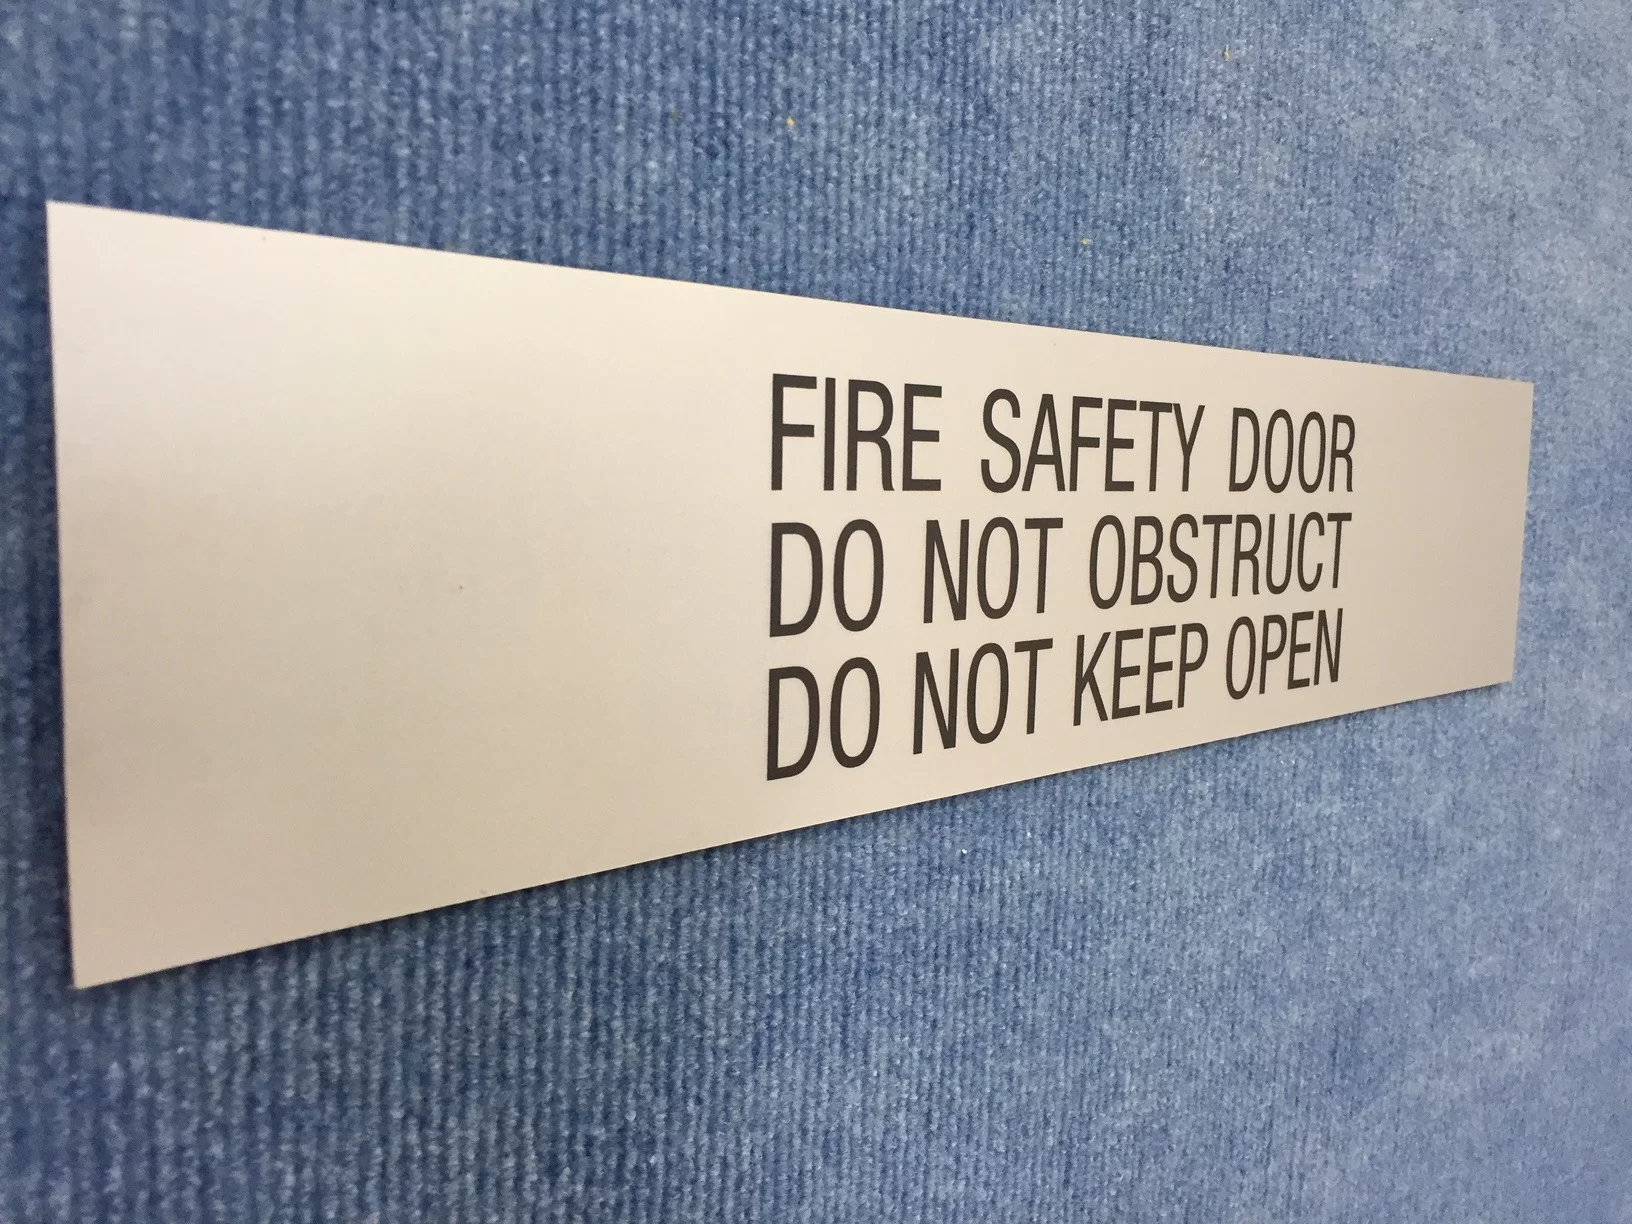 FIRE SAFETY DOOR
DO NOT OBSTRUCT
DO NOT KEEP OPEN